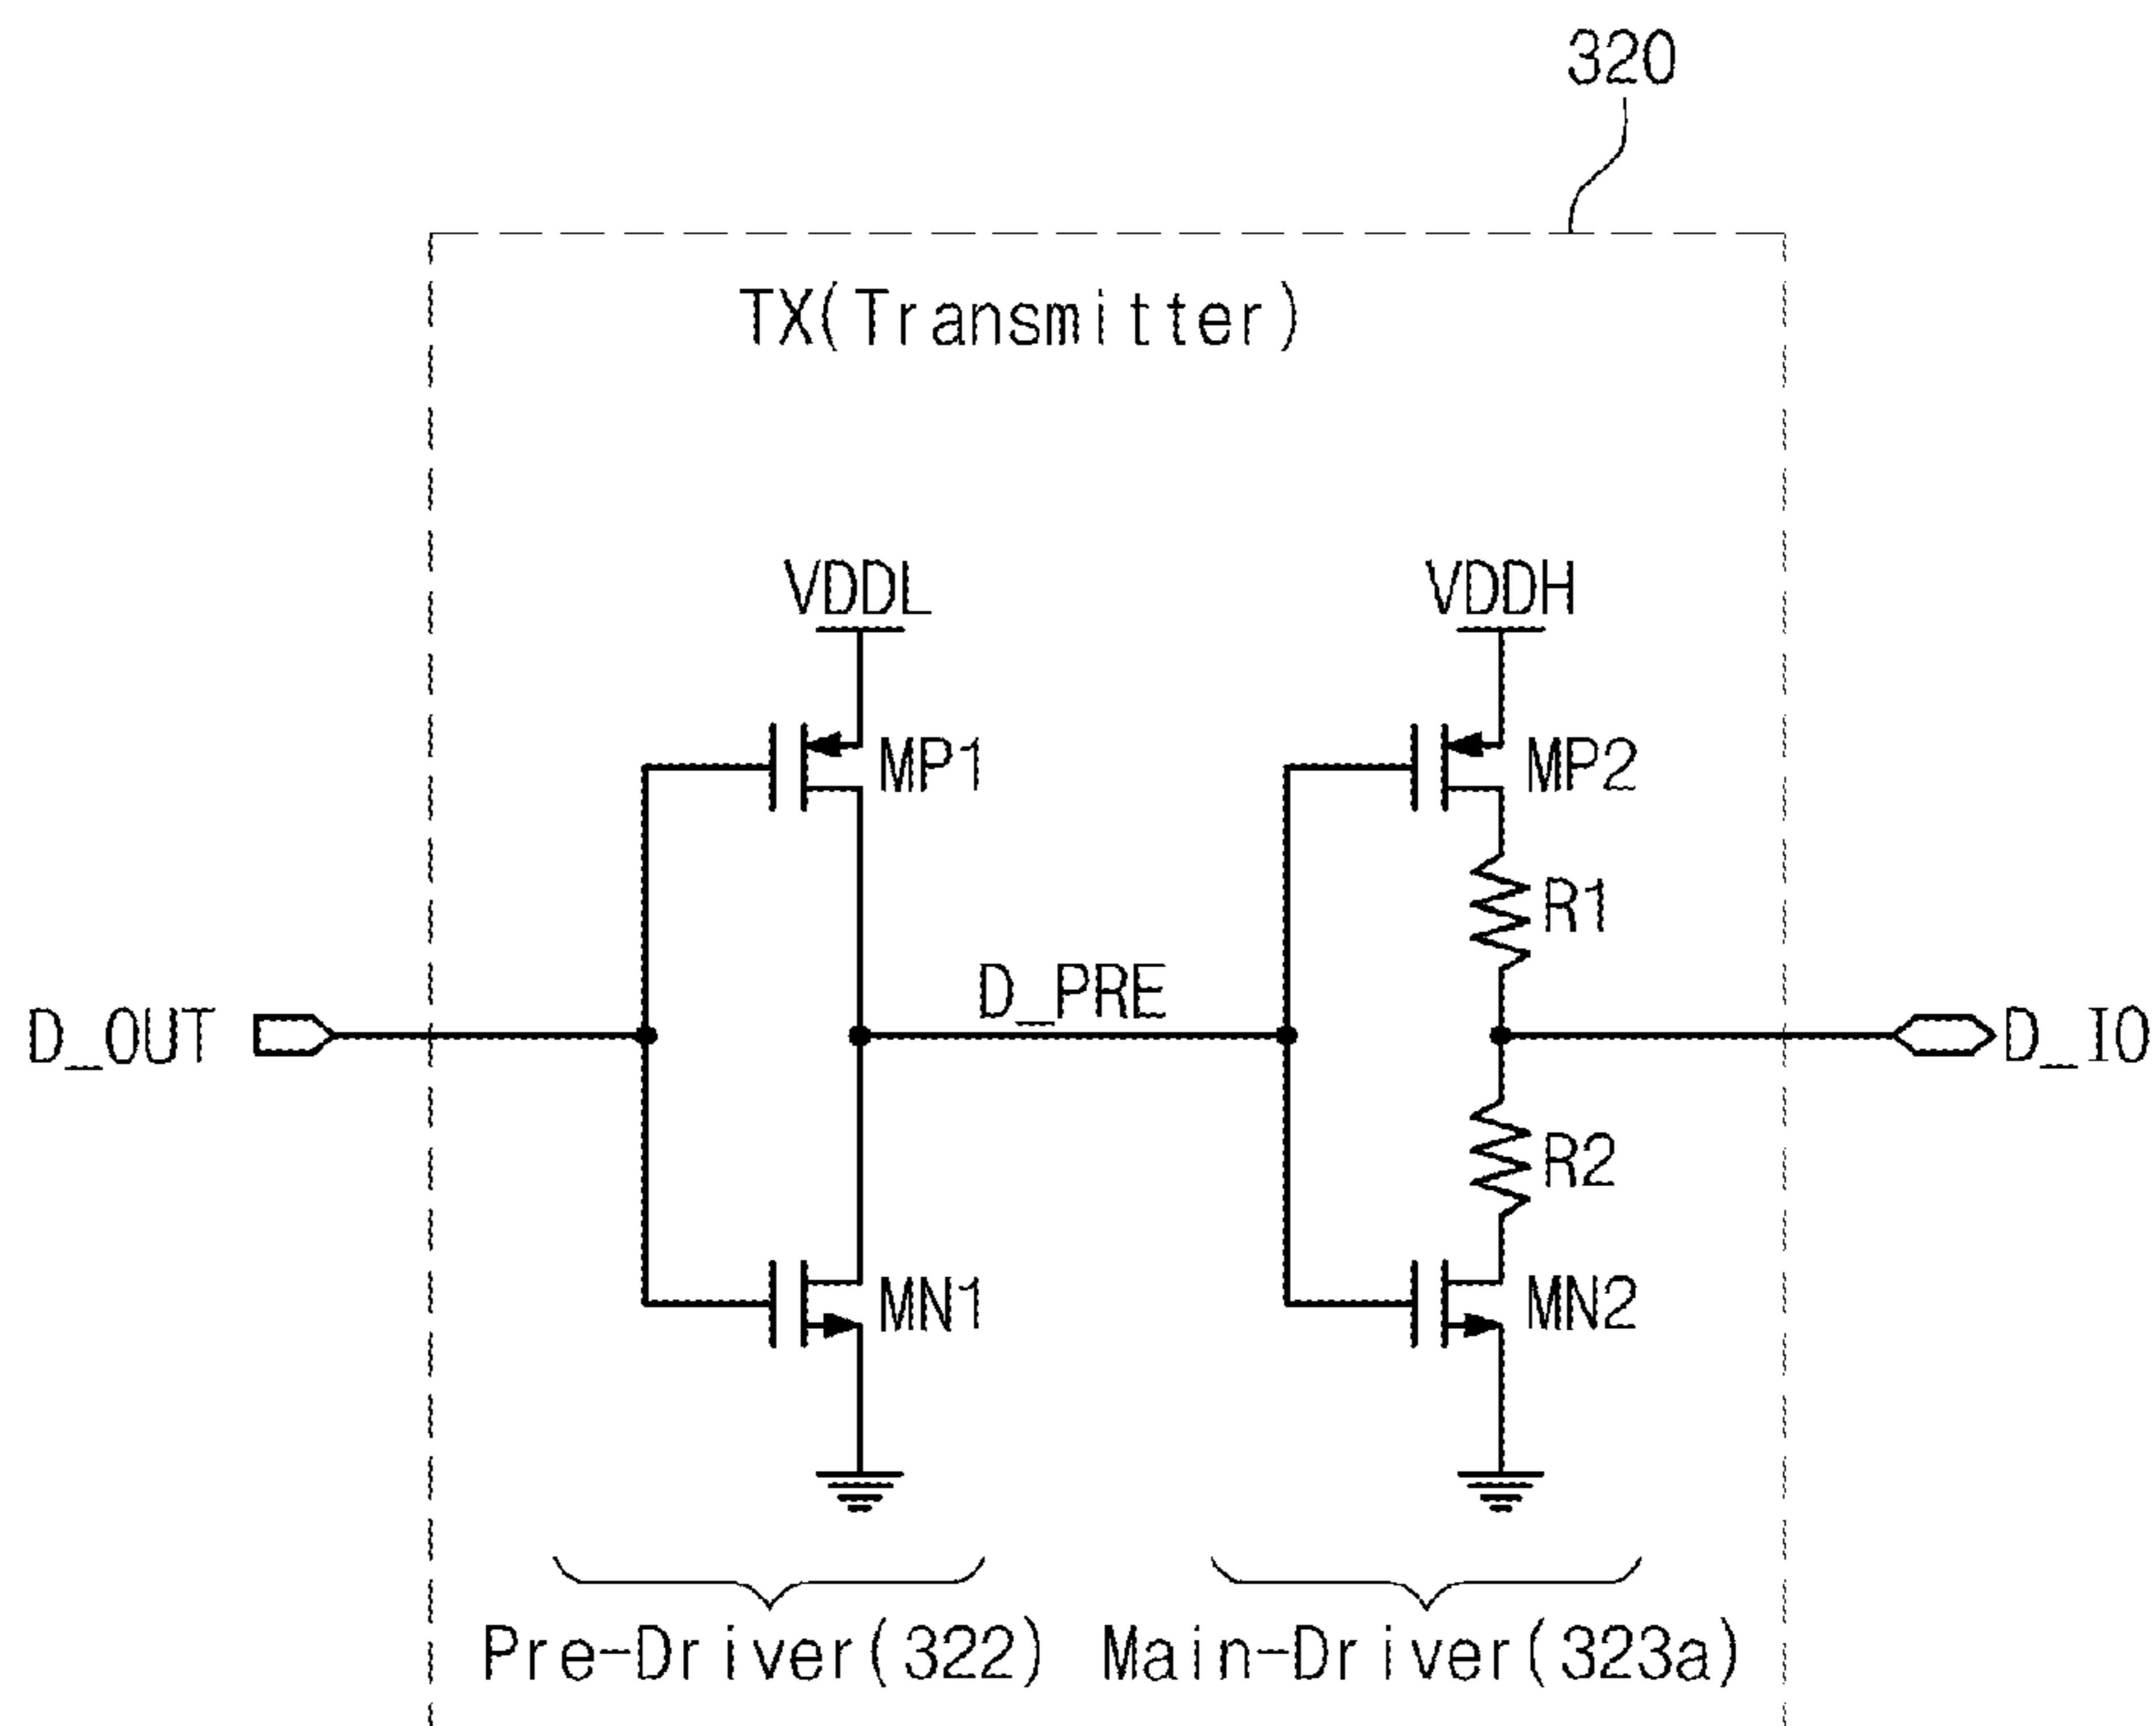 320
TX(Transmitter)
VDDL
VDDH
MP1
MP2
R1
D_PRE
D_OUT
D_IO
R2
MN1
MN2
Pre-Driver(322)
Main-Driver(323a)